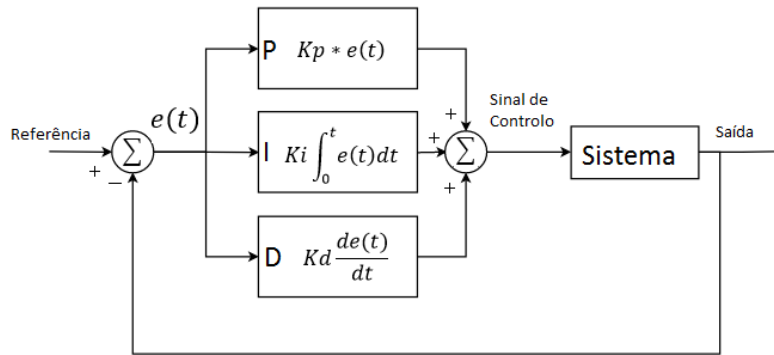 P Kp * e(t)
Referência
+
−
Σ
e(t)
I Ki ∫₀ᵗ e(t)dt
D Kd de(t)/dt
+
+
+
Σ
Sinal de
Controlo
Sistema
Saída